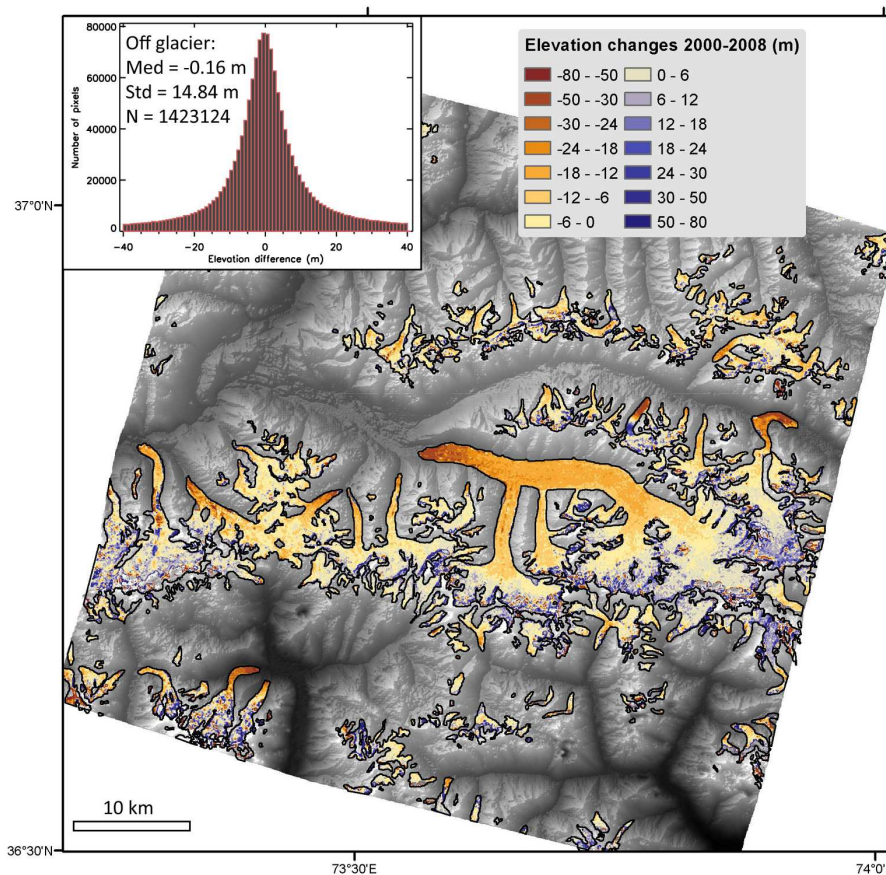 80000
60000
40000
20000
0
Number of pixels
Off glacier:
Med = -0.16 m
Std = 14.84 m
N = 1423124
-40 -20 0 20 40
Elevation difference (m)
Elevation changes 2000-2008 (m)
-80 - -50 0 - 6
-50 - -30 6 - 12
-30 - -24 12 - 18
-24 - -18 18 - 24
-18 - -12 24 - 30
-12 - -6 30 - 50
-6 - 0 50 - 80
37°0'N
10 km
36°30'N
73°30'E 74°0'E